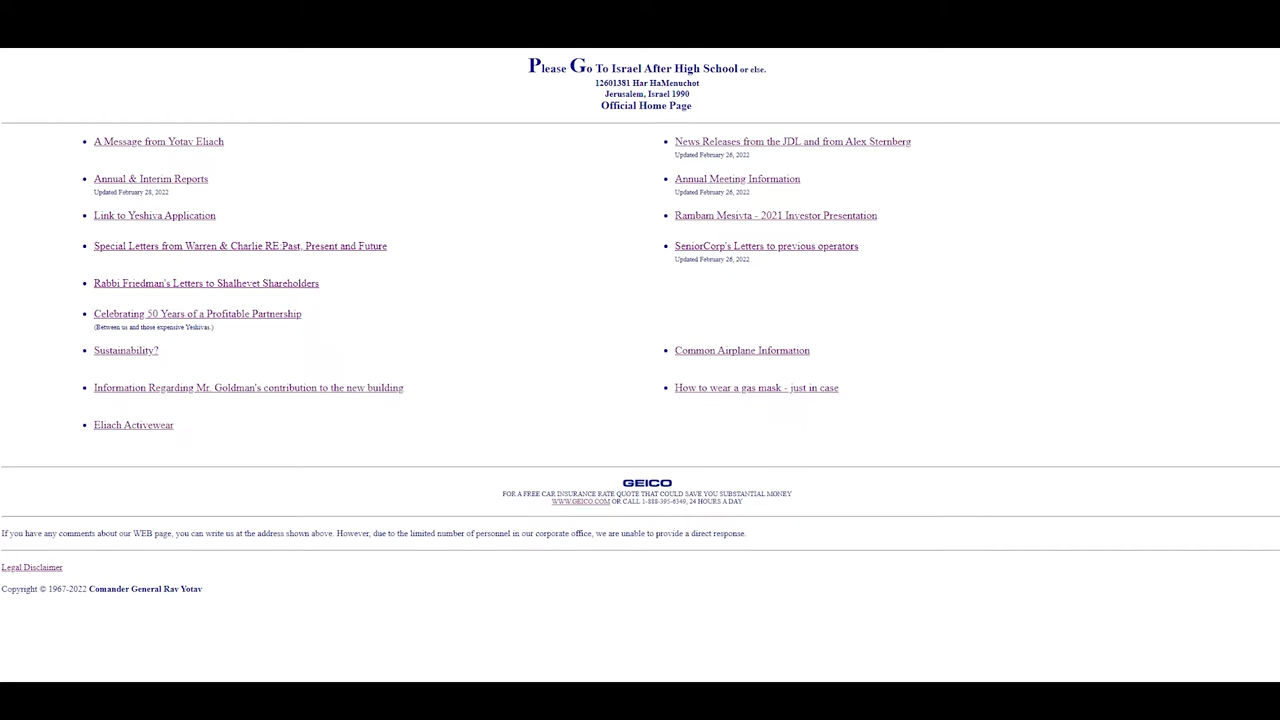 Please Go To Israel After High School or else.
12601381 Har HaMenuchot
Jerusalem, Israel 1990
Official Home Page
A Message from Yotav Eliach
News Releases from the JDL and from Alex Sternberg
Updated February 26, 2022
Annual & Interim Reports
Updated February 28, 2022
Annual Meeting Information
Updated February 26, 2022
Link to Yeshiva Application
Rambam Mesivta - 2021 Investor Presentation
Special Letters from Warren & Charlie RE:Past, Present and Future
SeniorCorp's Letters to previous operators
Updated February 26, 2022
Rabbi Friedman's Letters to Shalhevet Shareholders
Celebrating 50 Years of a Profitable Partnership
(Between us and those expensive Yeshivas.)
Sustainability?
Common Airplane Information
Information Regarding Mr. Goldman's contribution to the new building
How to wear a gas mask - just in case
Eliach Activewear
GEICO
FOR A FREE CAR INSURANCE RATE QUOTE THAT COULD SAVE YOU SUBSTANTIAL MONEY
WWW.GEICO.COM OR CALL 1-888-395-6349, 24 HOURS A DAY
If you have any comments about our WEB page, you can write us at the address shown above. However, due to the limited number of personnel in our corporate office, we are unable to provide a direct response.
Legal Disclaimer
Copyright © 1967-2022 Comander General Rav Yotav